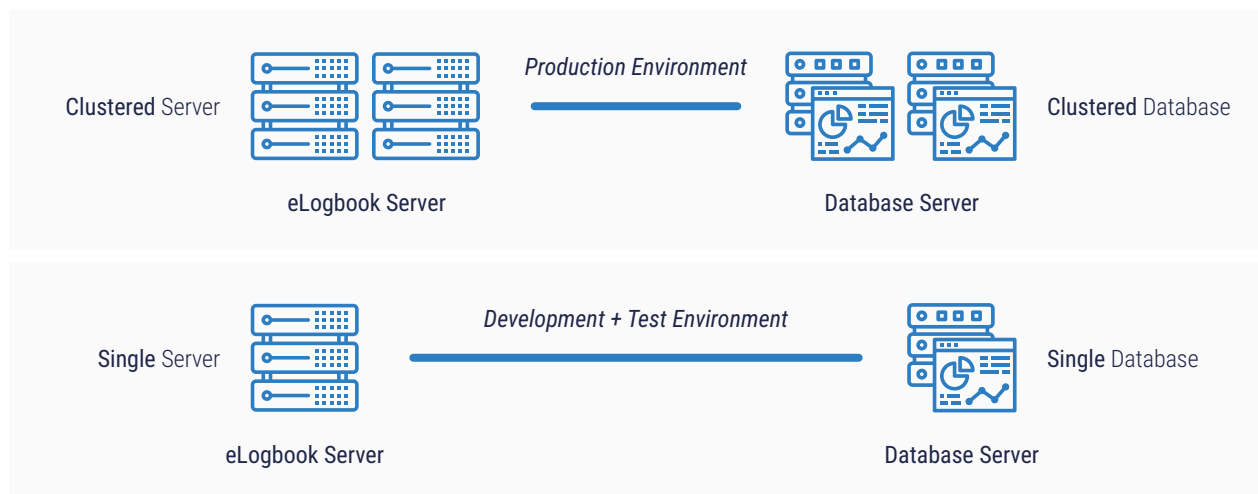 Production Environment
Clustered Server
Clustered Database
eLogbook Server
Database Server
Development + Test Environment
Single Server
Single Database
eLogbook Server
Database Server